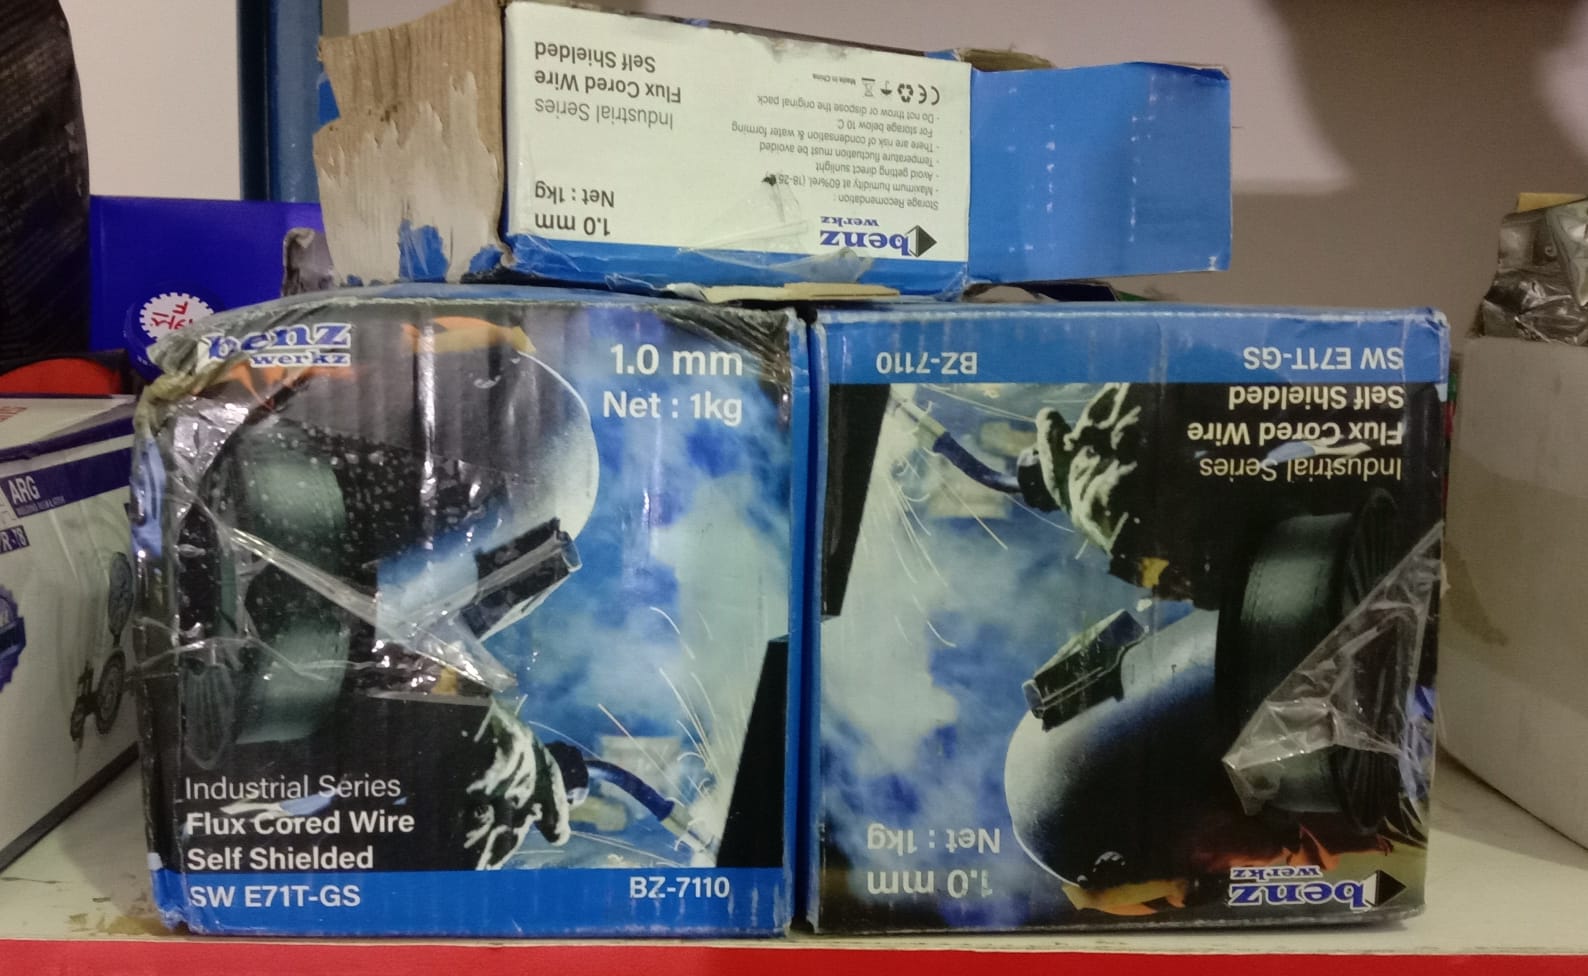 benz
werkz
1.0 mm
Net : 1kg
Storage Recomendation :
- Maximum humidity at 60%rel. (18-25
- Avoid getting direct sunlight
- Temperature fluctuation must be avoided
- There are risk of condensation & water forming
For storage below 10 C
- Do not throw or dispose the original pack
CE
Made in China
Industrial Series
Flux Cored Wire
Self Shielded
benz
werkz
1.0 mm
Net : 1kg
Industrial Series
Flux Cored Wire
Self Shielded
SW E71T-GS
BZ-7110
benz
werkz
1.0 mm
Net : 1kg
Industrial Series
Flux Cored Wire
Self Shielded
SW E71T-GS
BZ-7110
ARG